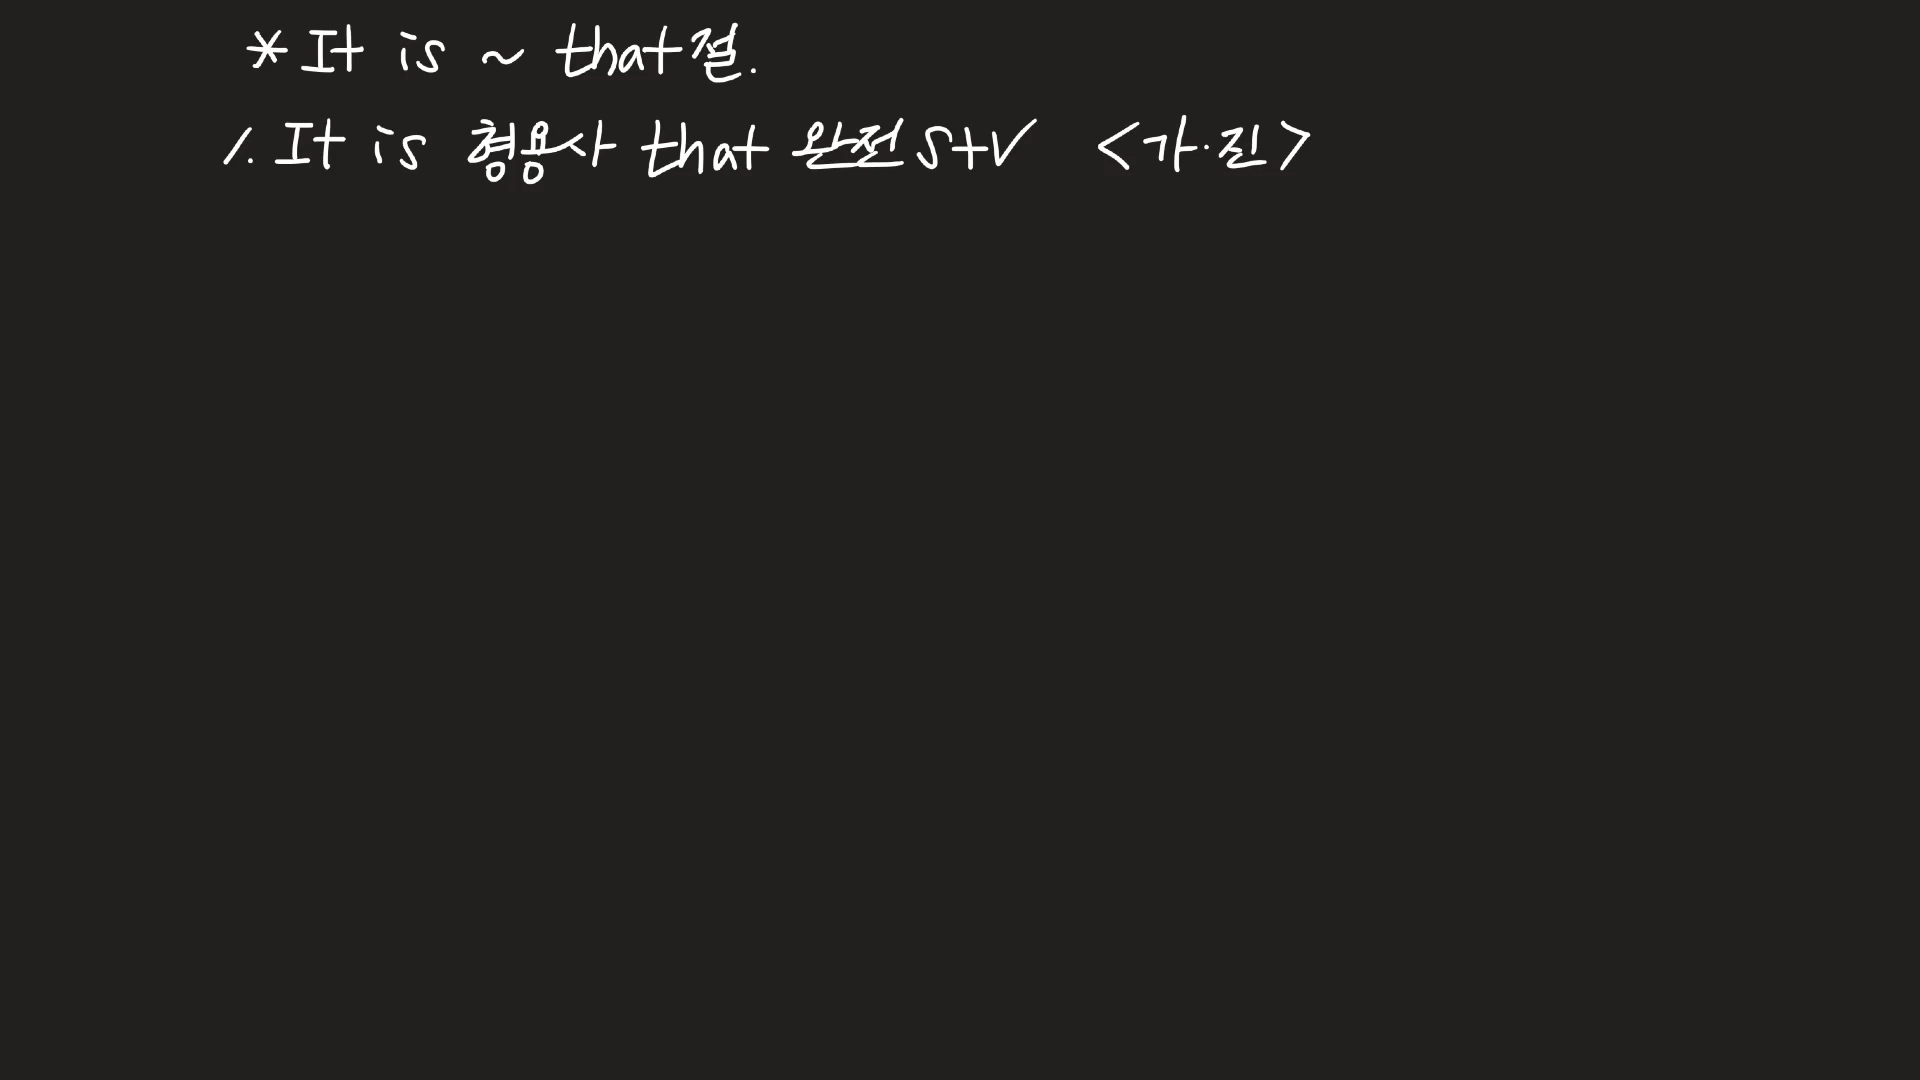 *It is ~ that절.
1. It is 형용사 that 완전 S+V <가·진>